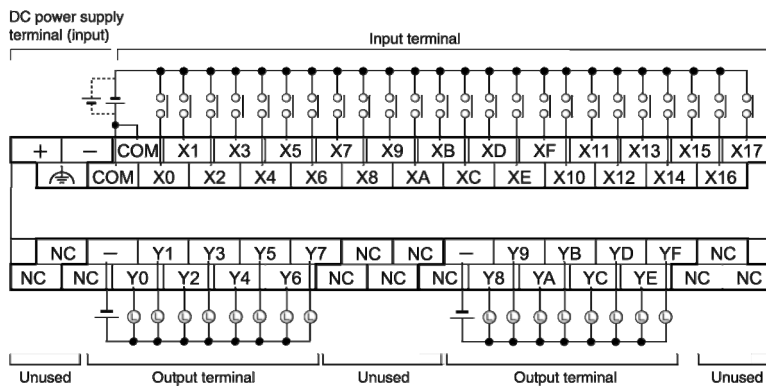 DC power supply
terminal (input)
Input terminal
+ − COM X1 X3 X5 X7 X9 XB XD XF X11 X13 X15 X17
COM X0 X2 X4 X6 X8 XA XC XE X10 X12 X14 X16
NC − Y1 Y3 Y5 Y7 NC NC − Y9 YB YD YF NC
NC NC Y0 Y2 Y4 Y6 NC NC NC Y8 YA YC YE NC NC
L L L L L L L L L L L L L L L L
Unused Output terminal Unused Output terminal Unused